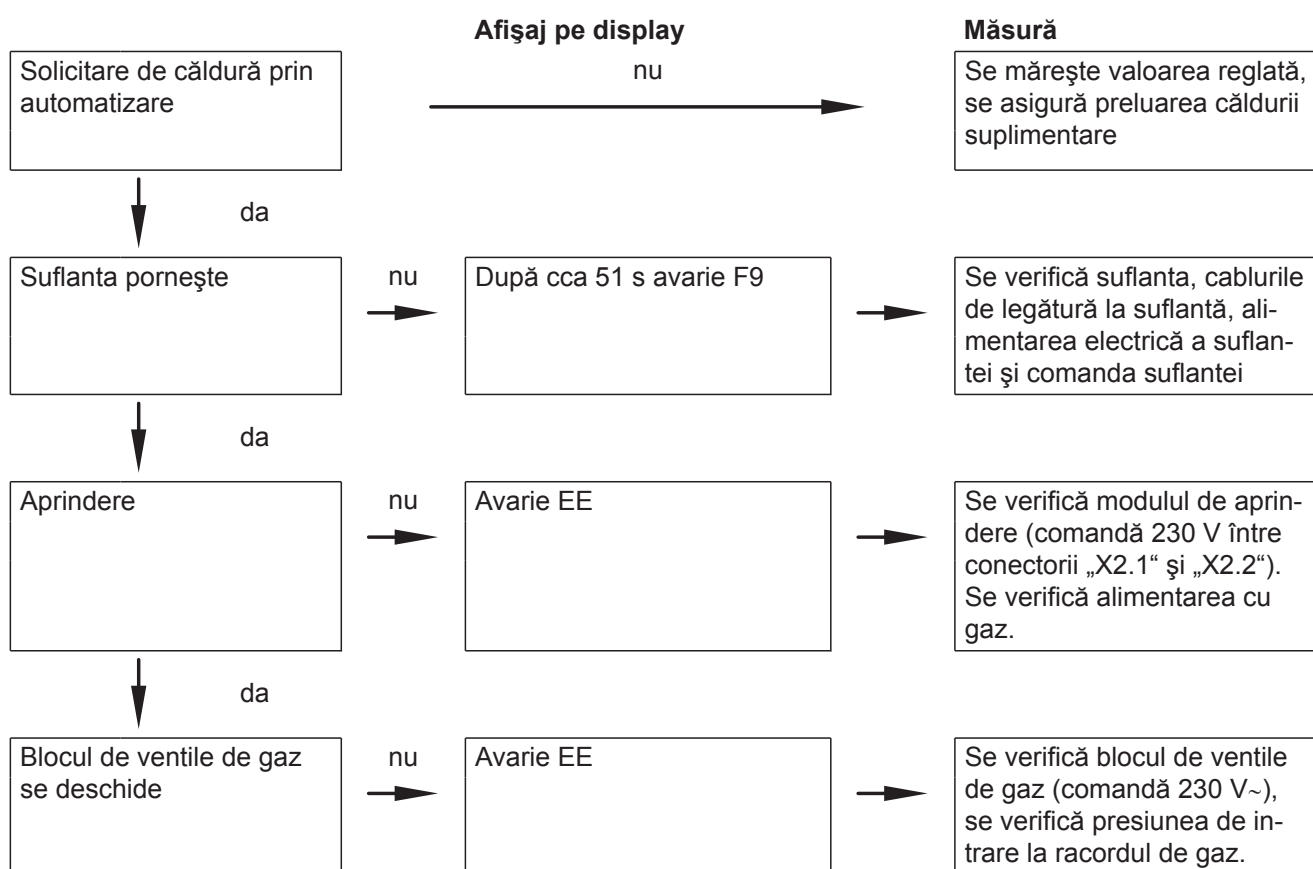 Afişaj pe display
Măsură
Solicitare de căldură prin
automatizare
nu
Se măreşte valoarea reglată,
se asigură preluarea căldurii
suplimentare
da
Suflanta porneşte
nu
După cca 51 s avarie F9
Se verifică suflanta, cablurile
de legătură la suflantă, ali-
mentarea electrică a suflan-
tei şi comanda suflantei
da
Aprindere
nu
Avarie EE
Se verifică modulul de aprin-
dere (comandă 230 V între
conectorii „X2.1“ şi „X2.2“).
Se verifică alimentarea cu
gaz.
da
Blocul de ventile de gaz
se deschide
nu
Avarie EE
Se verifică blocul de ventile
de gaz (comandă 230 V~),
se verifică presiunea de in-
trare la racordul de gaz.